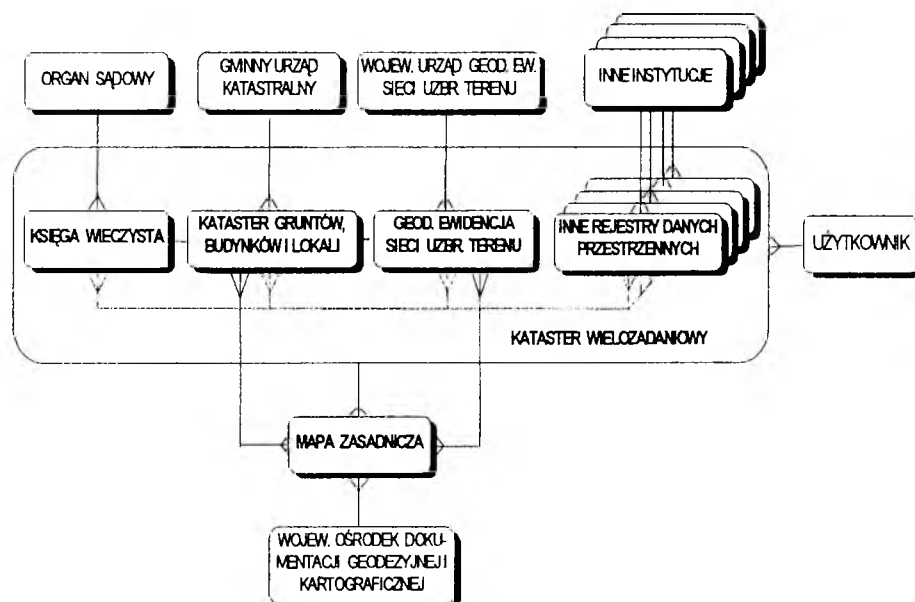 ORGAN SĄDOWY
GMINNY URZĄD
KATASTRALNY
WOJEW. URZĄD GEOD. EW.
SIECI UZBR. TERENU
INNE INSTYTUCJE
KSIĘGA WIECZYSTA
KATASTER GRUNTÓW,
BUDYNKÓW I LOKALI
GEOD. EWIDENCJA
SIECI UZBR. TERENU
INNE REJESTRY DANYCH
PRZESTRZENNYCH
UŻYTKOWNIK
KATASTER WIELOZADANIOWY
MAPA ZASADNICZA
WOJEW. OŚRODEK DOKU-
MENTACJI GEODEZYJNEJ I
KARTOGRAFICZNEJ